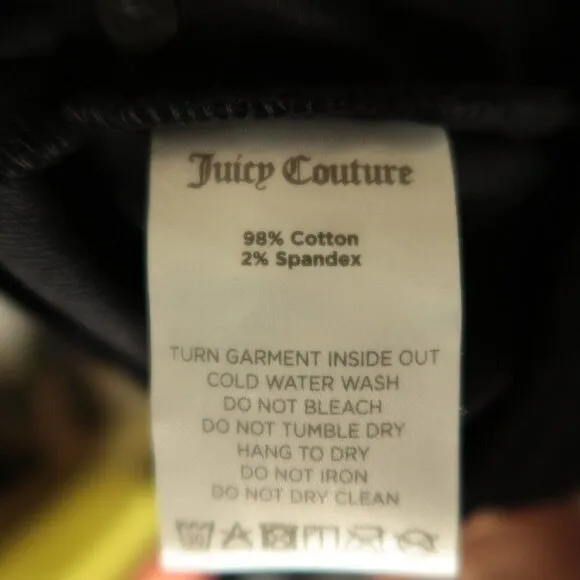 Juicy Couture
98% Cotton
2% Spandex
TURN GARMENT INSIDE OUT
COLD WATER WASH
DO NOT BLEACH
DO NOT TUMBLE DRY
HANG TO DRY
DO NOT IRON
DO NOT DRY CLEAN